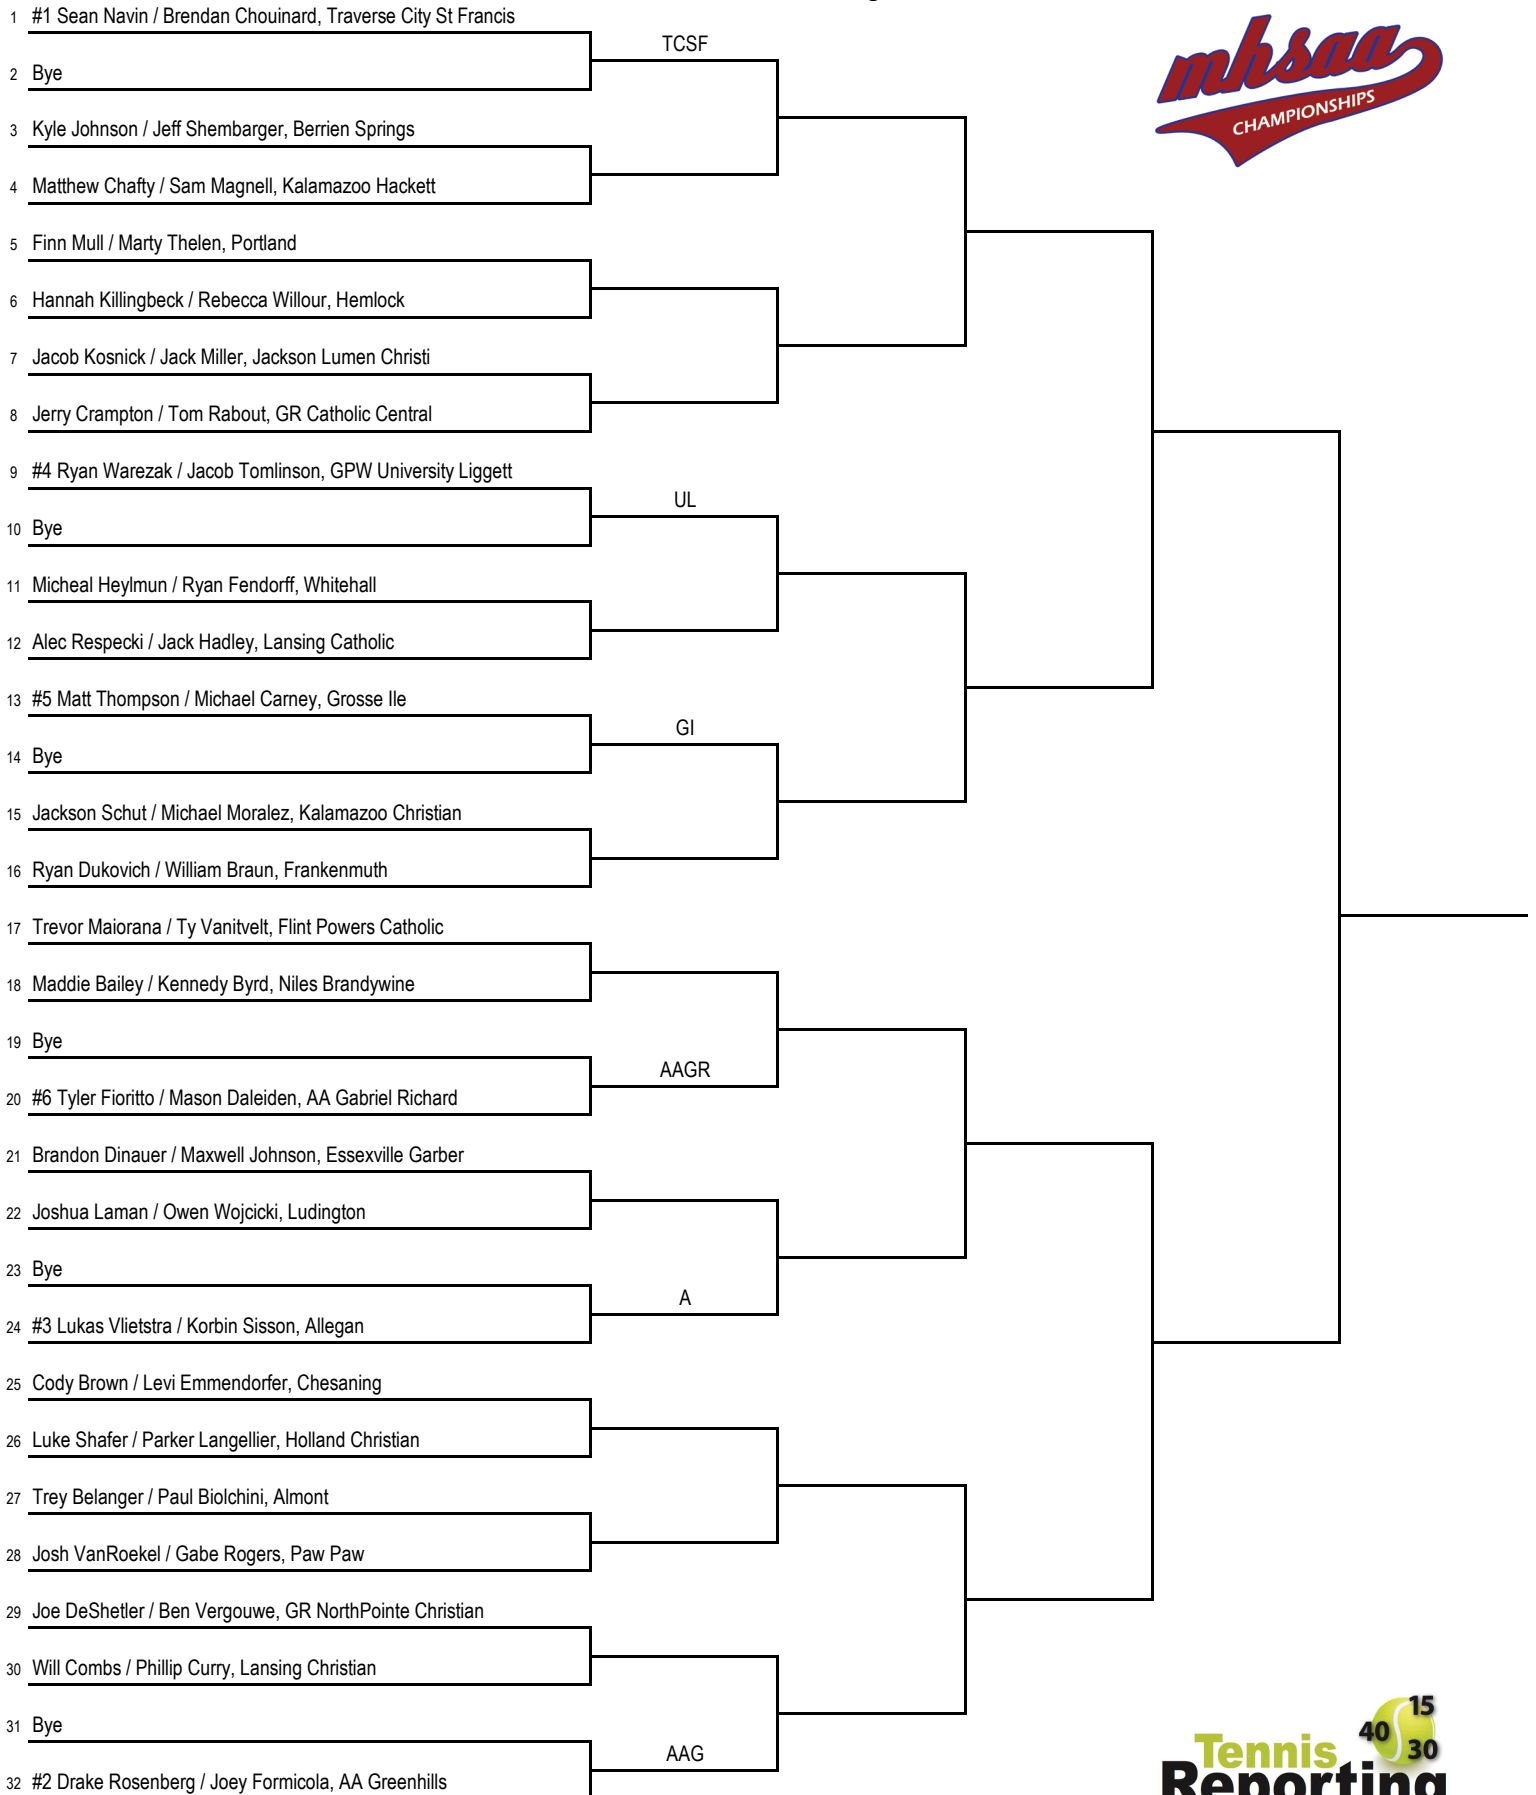 1 #1 Sean Navin / Brendan Chouinard, Traverse City St Francis
TCSF
2 Bye
3 Kyle Johnson / Jeff Shembarger, Berrien Springs
4 Matthew Chafty / Sam Magnell, Kalamazoo Hackett
5 Finn Mull / Marty Thelen, Portland
6 Hannah Killingbeck / Rebecca Willour, Hemlock
7 Jacob Kosnick / Jack Miller, Jackson Lumen Christi
8 Jerry Crampton / Tom Rabout, GR Catholic Central
9 #4 Ryan Warezak / Jacob Tomlinson, GPW University Liggett
UL
10 Bye
11 Micheal Heylmun / Ryan Fendorff, Whitehall
12 Alec Respecki / Jack Hadley, Lansing Catholic
13 #5 Matt Thompson / Michael Carney, Grosse Ile
GI
14 Bye
15 Jackson Schut / Michael Moralez, Kalamazoo Christian
16 Ryan Dukovich / William Braun, Frankenmuth
17 Trevor Maiorana / Ty Vanitvelt, Flint Powers Catholic
18 Maddie Bailey / Kennedy Byrd, Niles Brandywine
19 Bye
AAGR
20 #6 Tyler Fioritto / Mason Daleiden, AA Gabriel Richard
21 Brandon Dinauer / Maxwell Johnson, Essexville Garber
22 Joshua Laman / Owen Wojcicki, Ludington
23 Bye
A
24 #3 Lukas Vlietstra / Korbin Sisson, Allegan
25 Cody Brown / Levi Emmendorfer, Chesaning
26 Luke Shafer / Parker Langellier, Holland Christian
27 Trey Belanger / Paul Biolchini, Almont
28 Josh VanRoekel / Gabe Rogers, Paw Paw
29 Joe DeShetler / Ben Vergouwe, GR NorthPointe Christian
30 Will Combs / Phillip Curry, Lansing Christian
31 Bye
AAG
32 #2 Drake Rosenberg / Joey Formicola, AA Greenhills
mhsaa
CHAMPIONSHIPS
15
40
30
Tennis
Reporting